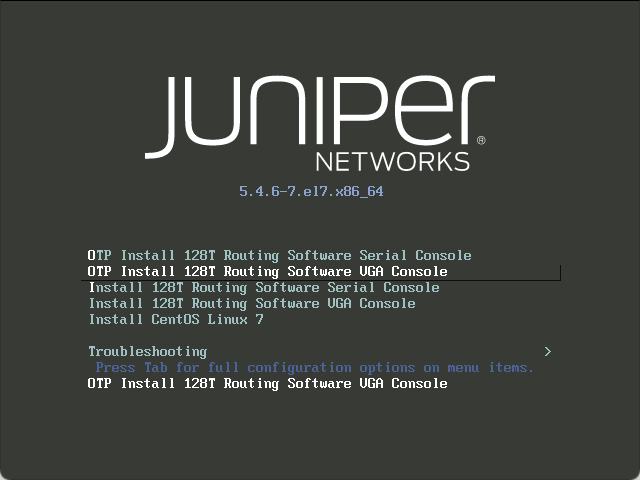 JUNIPER®
NETWORKS
5.4.6-7.el7.x86_64
OTP Install 128T Routing Software Serial Console
OTP Install 128T Routing Software VGA Console
Install 128T Routing Software Serial Console
Install 128T Routing Software VGA Console
Install CentOS Linux 7
Troubleshooting >
Press Tab for full configuration options on menu items.
OTP Install 128T Routing Software VGA Console